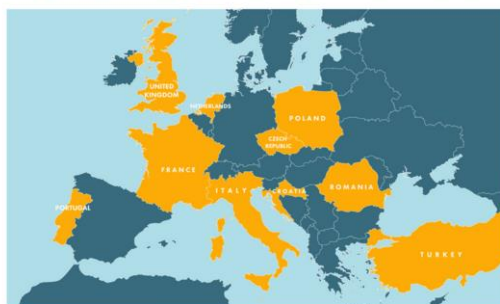 UNITED
KINGDOM
NETHERLANDS
POLAND
CZECH
REPUBLIC
FRANCE
ITALY
CROATIA
ROMANIA
PORTUGAL
TURKEY